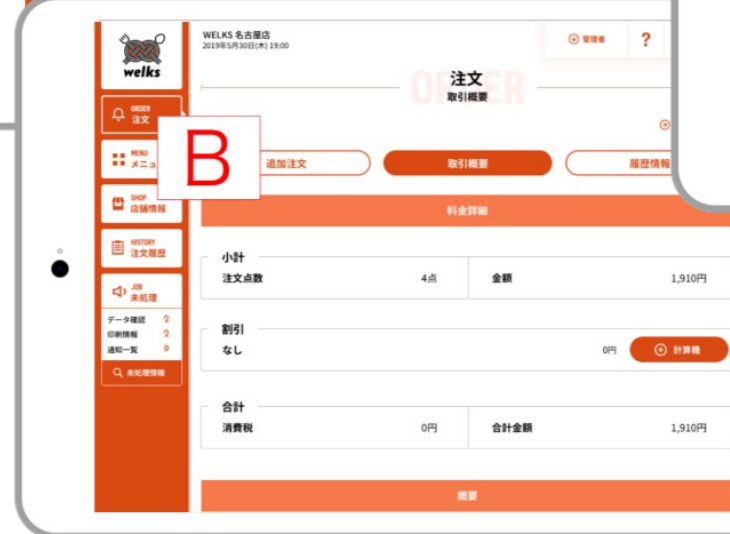 welks
WELKS 名古屋店
2019年5月30日(木) 19:00
管理者
?
ORDER
注文
取引概要
ORDER
注文
MENU
メニュ
B
SHOP
店舗情報
HISTORY
注文履歴
JOB
未処理
データ確認 2
印刷情報 2
通知一覧 9
未処理情報
追加注文
取引概要
履歴情報
料金詳細
小計
注文点数 4点 金額 1,910円
割引
なし 0円 計算機
合計
消費税 0円 合計金額 1,910円
概要